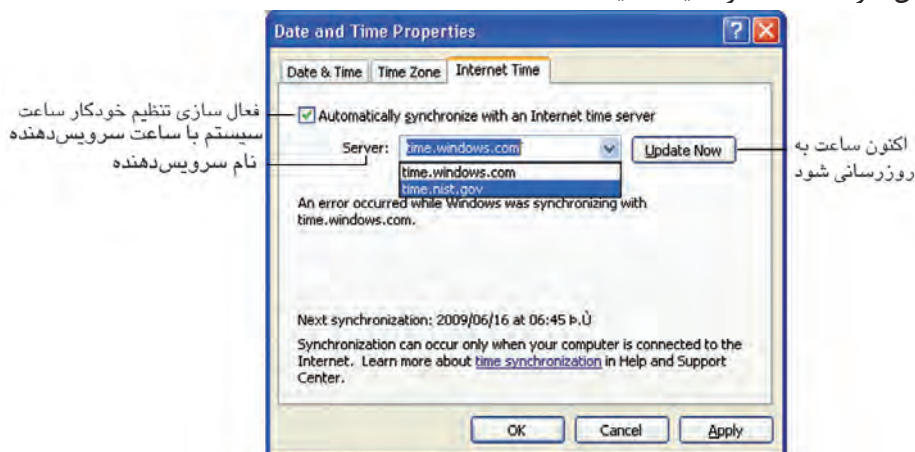 Date and Time Properties
Date & Time
Time Zone
Internet Time
Automatically synchronize with an Internet time server
Server:
time.windows.com
Update Now
time.windows.com
time.nist.gov
An error occurred while Windows was synchronizing with
time.windows.com.
Next synchronization: 2009/06/16 at 06:45 Þ.Ù
Synchronization can occur only when your computer is connected to the
Internet. Learn more about time synchronization in Help and Support
Center.
OK
Cancel
Apply
فعال سازی تنظیم خودکار ساعت
سیستم با ساعت سرویس‌دهنده
نام سرویس‌دهنده
اکنون ساعت به
روزرسانی شود